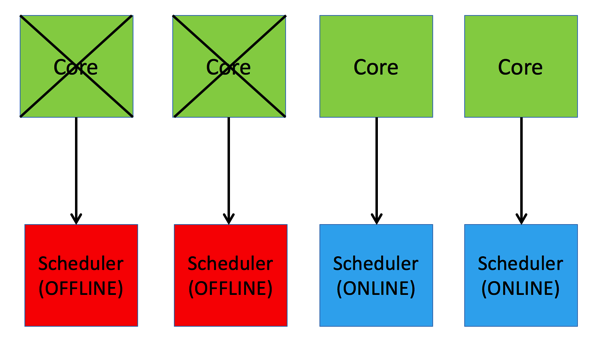 Core
Core
Core
Core
Scheduler
(OFFLINE)
Scheduler
(OFFLINE)
Scheduler
(ONLINE)
Scheduler
(ONLINE)